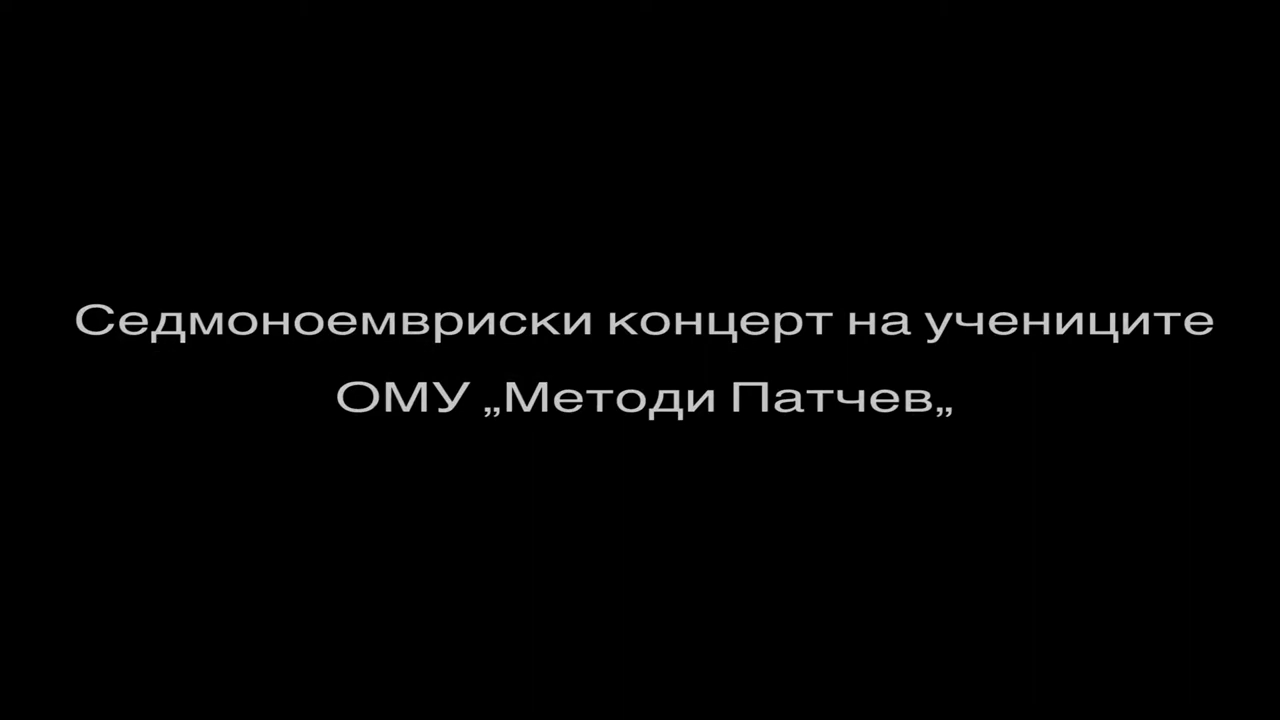 Седмоноемвриски концерт на учениците
ОМУ „Методи Патчев„